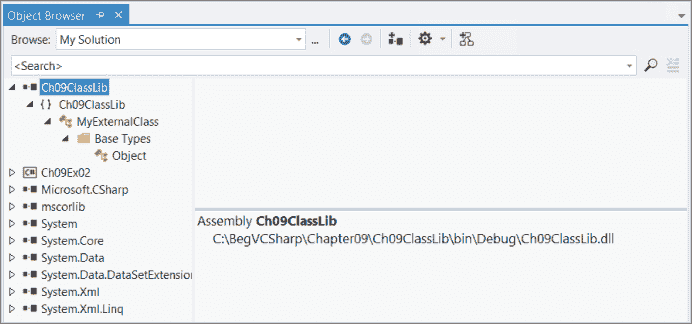 Object Browser
Browse: My Solution ...
<Search>
Ch09ClassLib
{ } Ch09ClassLib
MyExternalClass
Base Types
Object
Ch09Ex02
Microsoft.CSharp
mscorlib
System
System.Core
System.Data
System.Data.DataSetExtension
System.Xml
System.Xml.Linq
Assembly Ch09ClassLib
C:\BegVCSharp\Chapter09\Ch09ClassLib\bin\Debug\Ch09ClassLib.dll